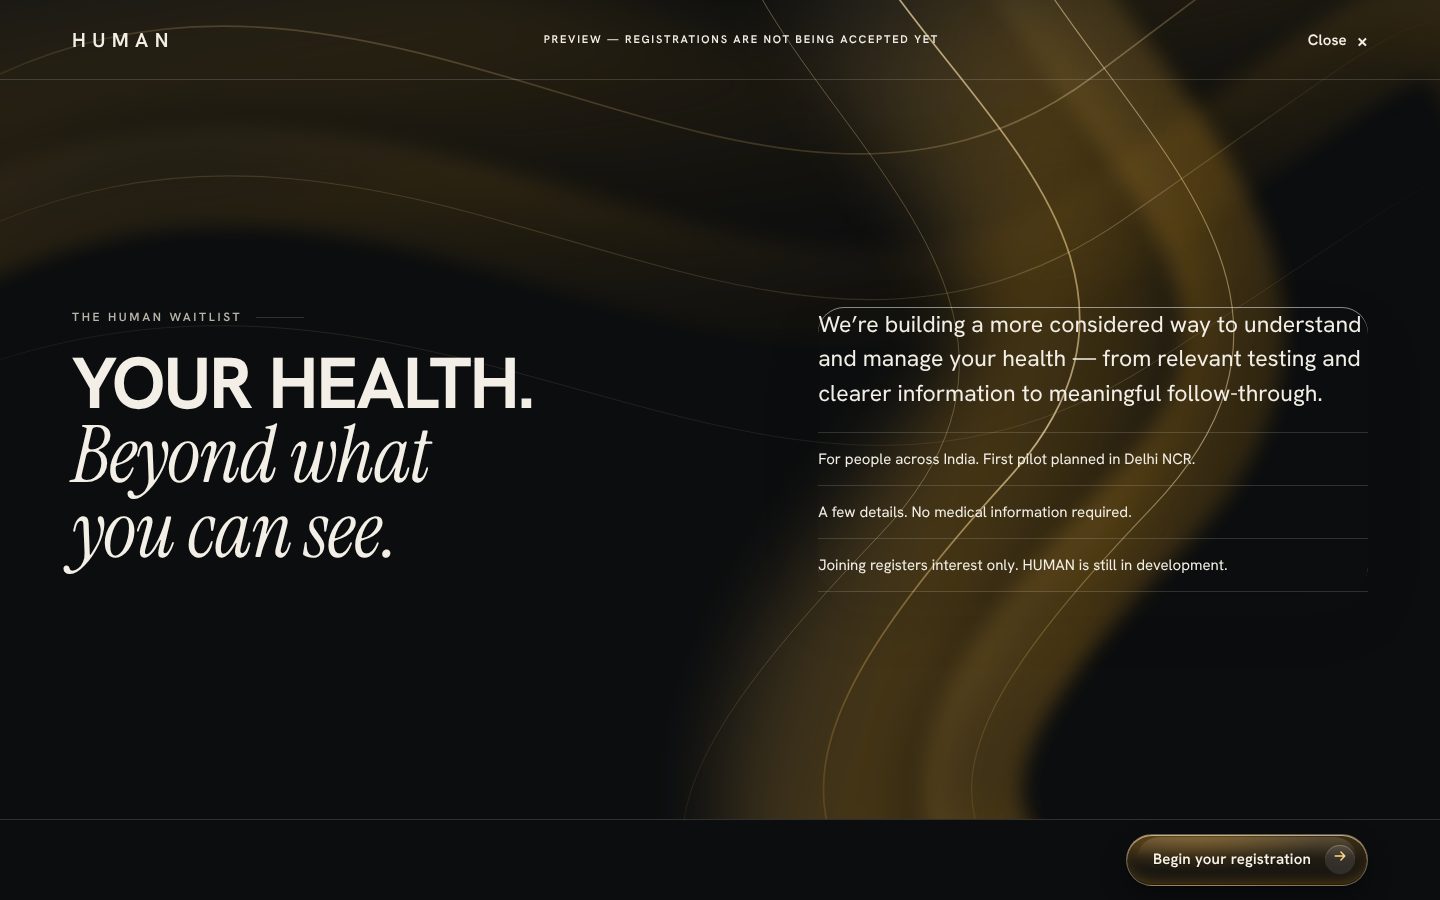 HUMAN
PREVIEW — REGISTRATIONS ARE NOT BEING ACCEPTED YET
Close ×
THE HUMAN WAITLIST
YOUR HEALTH.
Beyond what
you can see.
We’re building a more considered way to understand
and manage your health — from relevant testing and
clearer information to meaningful follow-through.
For people across India. First pilot planned in Delhi NCR.
A few details. No medical information required.
Joining registers interest only. HUMAN is still in development.
Begin your registration →